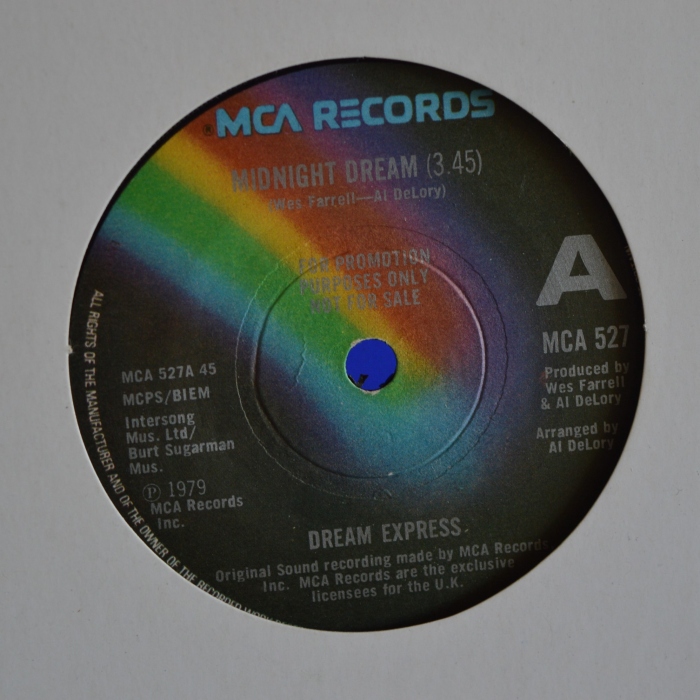 ®MCA RECORDS
MIDNIGHT DREAM (3.45)
(Wes Farrell—Al DeLory)
FOR PROMOTION
PURPOSES ONLY
NOT FOR SALE
A
MCA 527
Produced by
Wes Farrell
& Al DeLory
Arranged by
Al DeLory
MCA 527A 45
MCPS/BIEM
Intersong
Mus. Ltd/
Burt Sugarman
Mus.
Ⓟ 1979
MCA Records
Inc.
DREAM EXPRESS
Original Sound recording made by MCA Records
Inc. MCA Records are the exclusive
licensees for the U.K.
ALL RIGHTS OF THE MANUFACTURER AND OF THE OWNER OF THE RECORDED